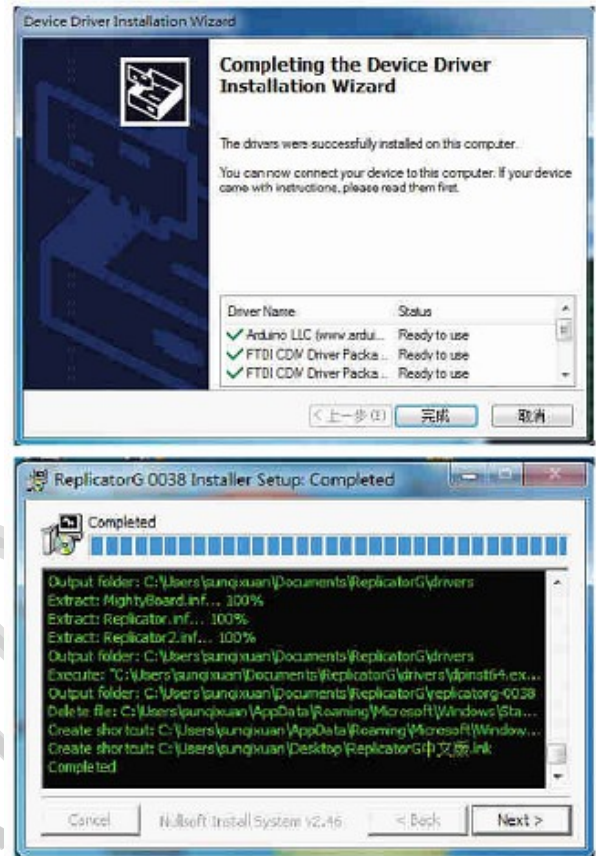 Device Driver Installation Wizard
Completing the Device Driver
Installation Wizard
The drivers were successfully installed on this computer.
You can now connect your device to this computer. If your device
came with instructions, please read them first.
Driver Name Status
Arduino LLC (www.ardui... Ready to use
FTDI CDM Driver Packa... Ready to use
FTDI CDM Driver Packa... Ready to use
<上一步(B) 完成 取消
ReplicatorG 0038 Installer Setup: Completed
Completed
Output folder: C:\Users\sunqixuan\Documents\ReplicatorG\drivers
Extract: MightyBoard.inf... 100%
Extract: Replicator.inf... 100%
Extract: Replicator2.inf... 100%
Output folder: C:\Users\sunqixuan\Documents\ReplicatorG\drivers
Execute: "C:\Users\sunqixuan\Documents\ReplicatorG\drivers\dpinst64.ex...
Output folder: C:\Users\sunqixuan\Documents\ReplicatorG\replicatorg-0038
Delete file: C:\Users\sunqixuan\AppData\Roaming\Microsoft\Windows\Sta...
Create shortcut: C:\Users\sunqixuan\AppData\Roaming\Microsoft\Window...
Create shortcut: C:\Users\sunqixuan\Desktop\ReplicatorG中文版.lnk
Completed
Cancel Nullsoft Install System v2.46 < Back Next >